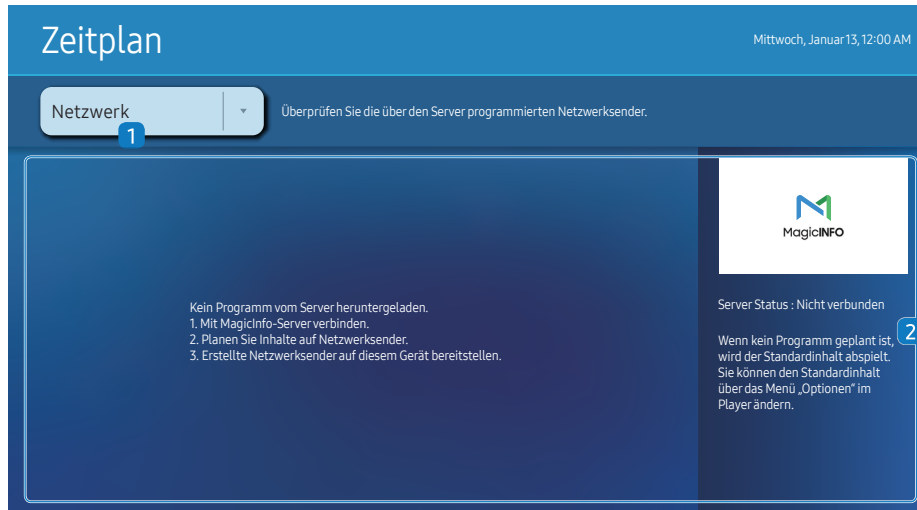 Zeitplan
Mittwoch, Januar 13, 12:00 AM
Netzwerk
1
Überprüfen Sie die über den Server programmierten Netzwerksender.
Kein Programm vom Server heruntergeladen.
1. Mit MagicInfo-Server verbinden.
2. Planen Sie Inhalte auf Netzwerksender.
3. Erstellte Netzwerksender auf diesem Gerät bereitstellen.
MagicINFO
Server Status : Nicht verbunden
2
Wenn kein Programm geplant ist,
wird der Standardinhalt abspielt.
Sie können den Standardinhalt
über das Menü „Optionen“ im
Player ändern.